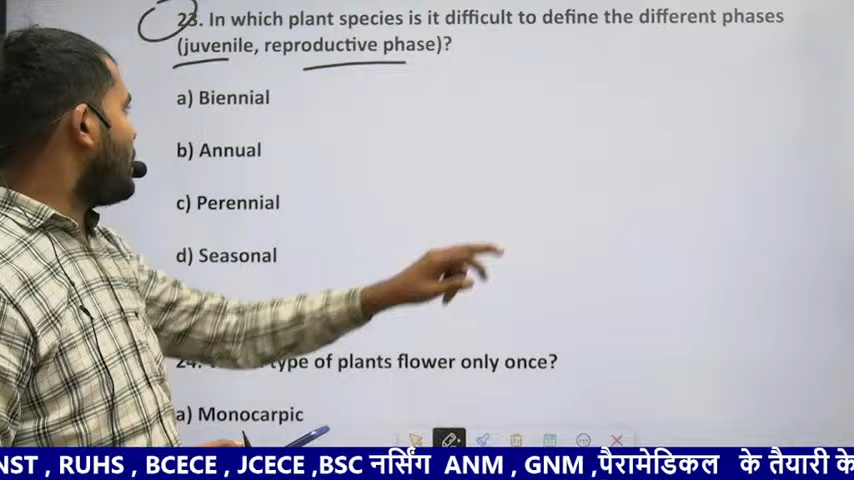 23. In which plant species is it difficult to define the different phases
(juvenile, reproductive phase)?
a) Biennial
b) Annual
c) Perennial
d) Seasonal
24. type of plants flower only once?
a) Monocarpic
NST , RUHS , BCECE , JCECE ,BSC नर्सिंग ANM , GNM ,पैरामेडिकल के तैयारी के